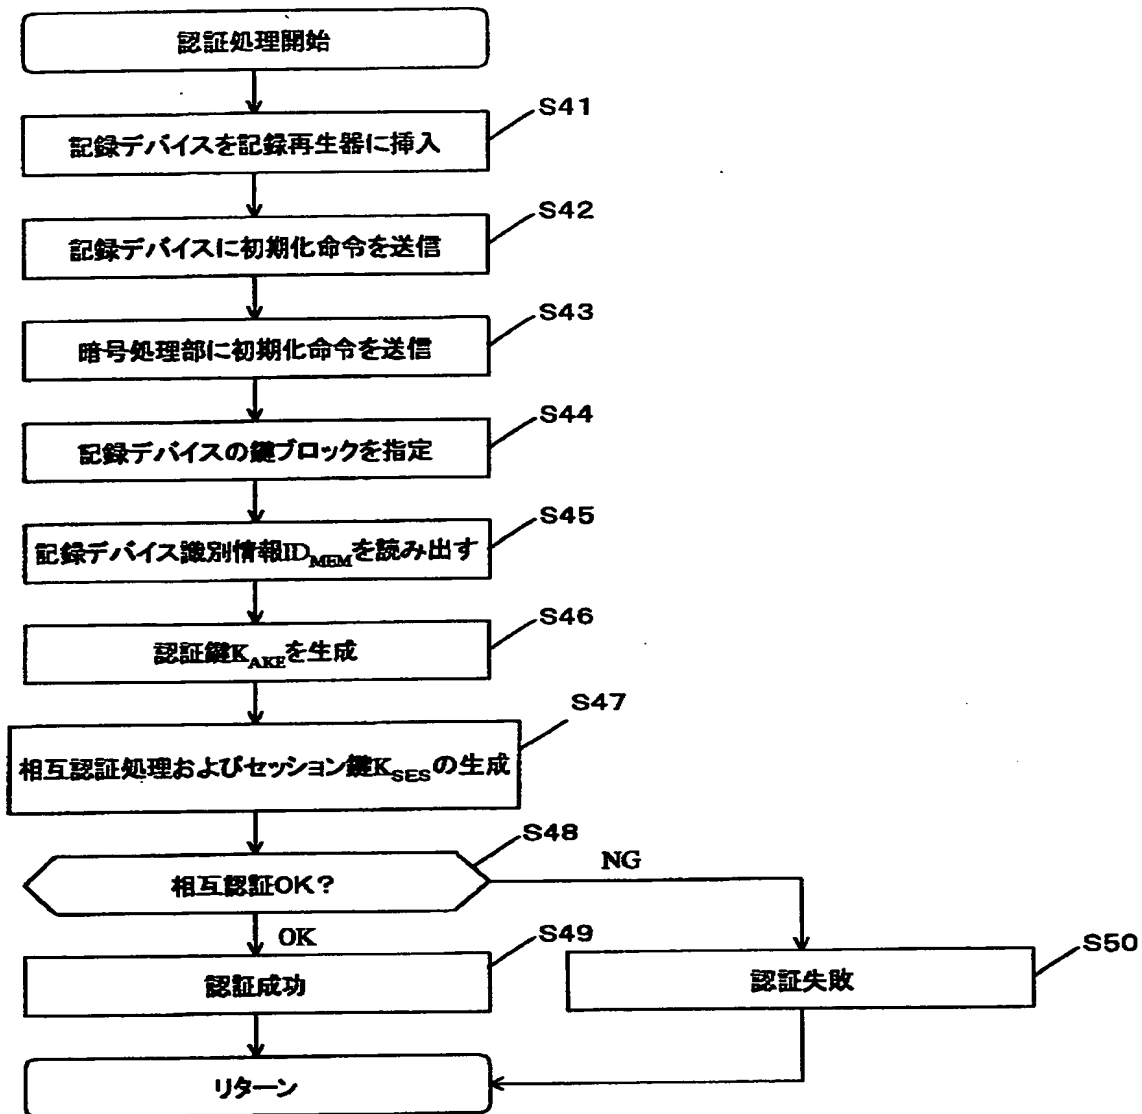 認証処理開始
S41
記録デバイスを記録再生器に挿入
S42
記録デバイスに初期化命令を送信
S43
暗号処理部に初期化命令を送信
S44
記録デバイスの鍵ブロックを指定
S45
記録デバイス識別情報ID_MEMを読み出す
S46
認証鍵K_AKEを生成
S47
相互認証処理およびセッション鍵K_SESの生成
S48
相互認証OK?
NG
OK
S49
認証成功
S50
認証失敗
リターン